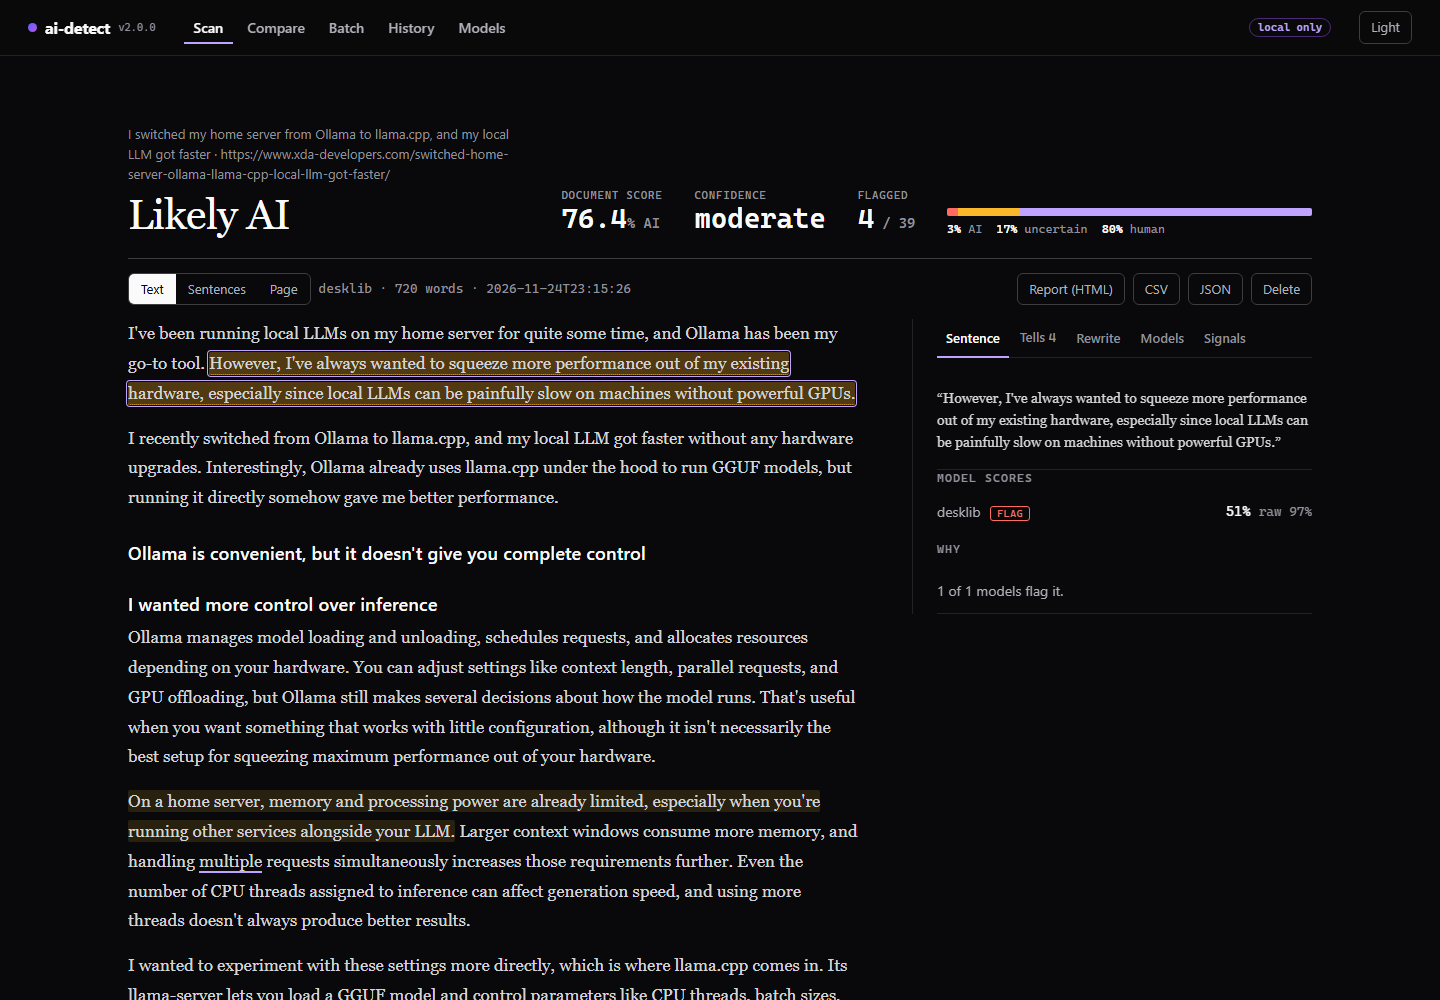 ai-detect v2.0.0 Scan Compare Batch History Models local only Light
I switched my home server from Ollama to llama.cpp, and my local
LLM got faster · https://www.xda-developers.com/switched-home-
server-ollama-llama-cpp-local-llm-got-faster/
Likely AI
DOCUMENT SCORE
76.4% AI
CONFIDENCE
moderate
FLAGGED
4 / 39
3% AI 17% uncertain 80% human
Text Sentences Page desklib · 720 words · 2026-11-24T23:15:26
Report (HTML) CSV JSON Delete
I've been running local LLMs on my home server for quite some time, and Ollama has been my
go-to tool. However, I've always wanted to squeeze more performance out of my existing
hardware, especially since local LLMs can be painfully slow on machines without powerful GPUs.
I recently switched from Ollama to llama.cpp, and my local LLM got faster without any hardware
upgrades. Interestingly, Ollama already uses llama.cpp under the hood to run GGUF models, but
running it directly somehow gave me better performance.
Ollama is convenient, but it doesn't give you complete control
I wanted more control over inference
Ollama manages model loading and unloading, schedules requests, and allocates resources
depending on your hardware. You can adjust settings like context length, parallel requests, and
GPU offloading, but Ollama still makes several decisions about how the model runs. That's useful
when you want something that works with little configuration, although it isn't necessarily the
best setup for squeezing maximum performance out of your hardware.
On a home server, memory and processing power are already limited, especially when you're
running other services alongside your LLM. Larger context windows consume more memory, and
handling multiple requests simultaneously increases those requirements further. Even the
number of CPU threads assigned to inference can affect generation speed, and using more
threads doesn't always produce better results.
I wanted to experiment with these settings more directly, which is where llama.cpp comes in. Its
llama-server lets you load a GGUF model and control parameters like CPU threads, batch sizes,
Sentence Tells 4 Rewrite Models Signals
“However, I've always wanted to squeeze more performance
out of my existing hardware, especially since local LLMs can
be painfully slow on machines without powerful GPUs.”
MODEL SCORES
desklib FLAG 51% raw 97%
WHY
1 of 1 models flag it.